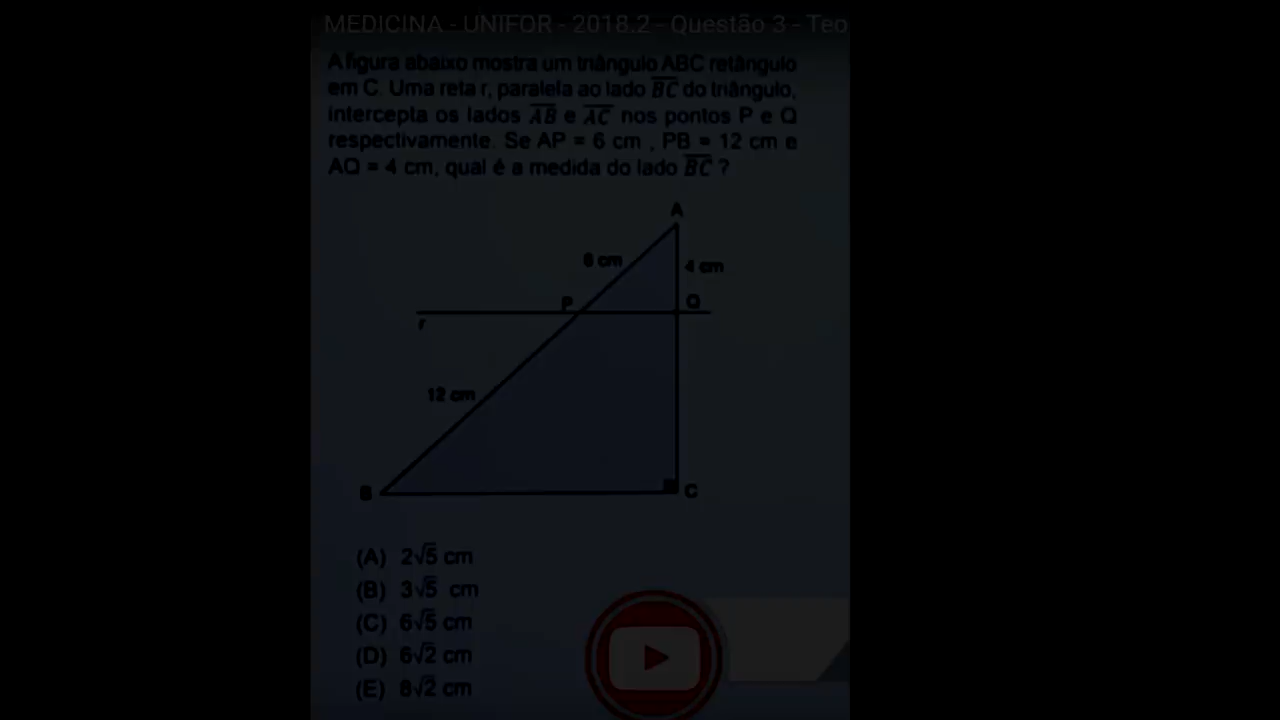 MEDICINA - UNIFOR - 2018.2 - Questão 3 - Teo
A figura abaixo mostra um triângulo ABC retângulo
em C. Uma reta r, paralela ao lado BC do triângulo,
intercepta os lados AB e AC nos pontos P e Q
respectivamente. Se AP = 6 cm , PB = 12 cm e
AQ = 4 cm, qual é a medida do lado BC ?
A
6 cm
4 cm
P
Q
r
12 cm
B
C
(A) 2√5 cm
(B) 3√5 cm
(C) 6√5 cm
(D) 6√2 cm
(E) 8√2 cm